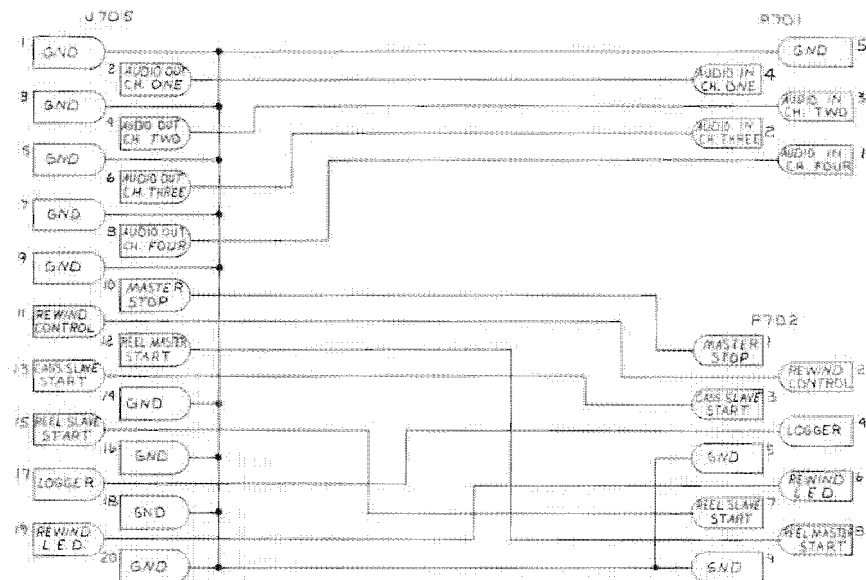 J705
P701
1
GND
GND
5
2
AUDIO OUT
CH. ONE
AUDIO IN
CH. ONE
4
3
GND
AUDIO IN
CH. TWO
3
4
AUDIO OUT
CH TWO
AUDIO IN
CH. THREE
2
5
GND
AUDIO IN
CH. FOUR
1
6
AUDIO OUT
CH. THREE
7
GND
8
AUDIO OUT
CH. FOUR
9
GND
10
MASTER
STOP
11
REWIND
CONTROL
P702
12
REEL MASTER
START
MASTER
STOP
1
13
CASS. SLAVE
START
REWIND
CONTROL
2
14
GND
CASS. SLAVE
START
3
15
REEL SLAVE
START
LOGGER
4
16
GND
GND
5
17
LOGGER
REWIND
L.E.D.
6
18
GND
REEL SLAVE
START
7
19
REWIND
L.E.D.
REEL MASTER
START
8
20
GND
GND
9